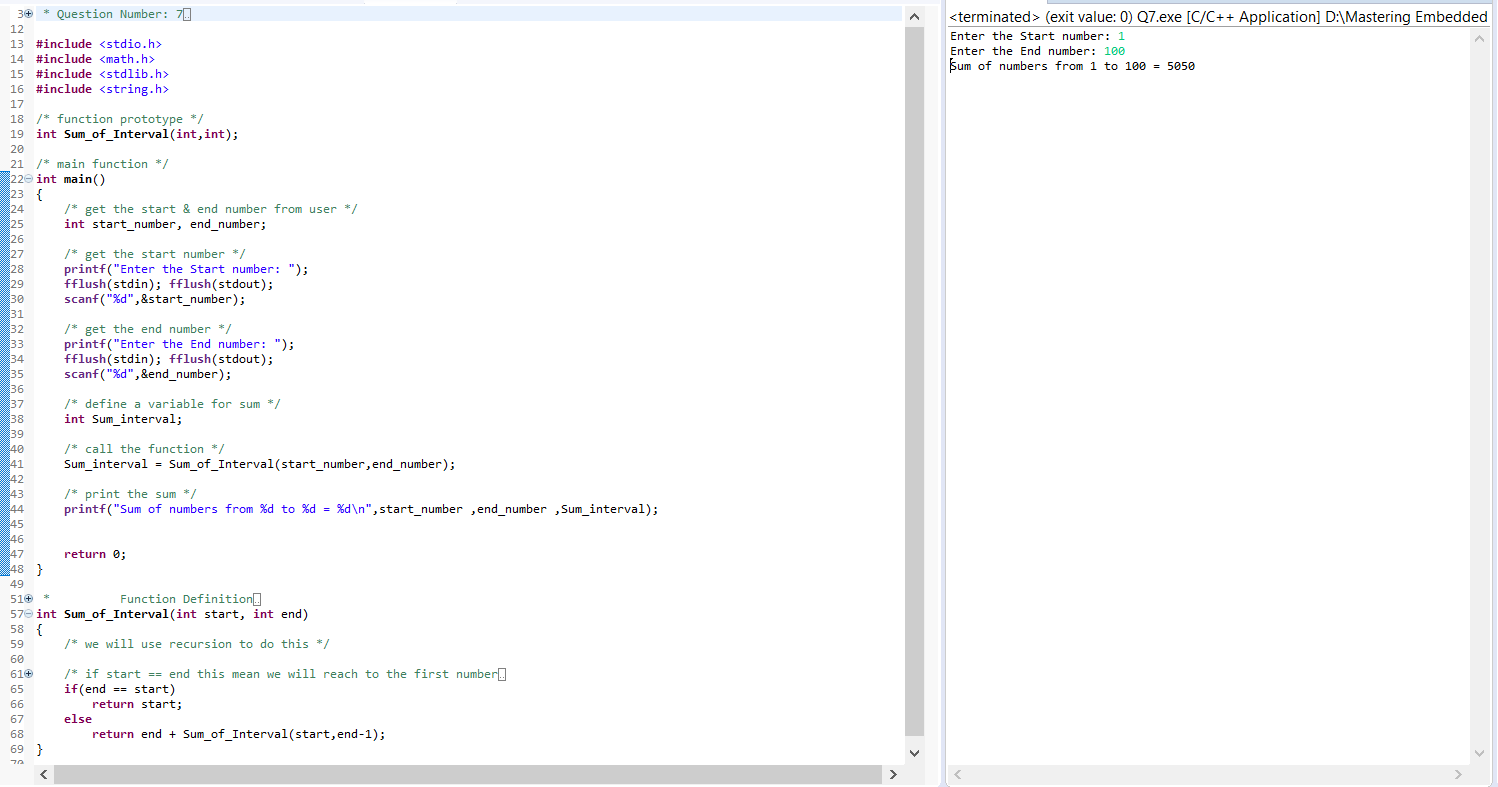 3 * Question Number: 7
12
13 #include <stdio.h>
14 #include <math.h>
15 #include <stdlib.h>
16 #include <string.h>
17
18 /* function prototype */
19 int Sum_of_Interval(int,int);
20
21 /* main function */
22 int main()
23 {
24     /* get the start & end number from user */
25     int start_number, end_number;
26
27     /* get the start number */
28     printf("Enter the Start number: ");
29     fflush(stdin); fflush(stdout);
30     scanf("%d",&start_number);
31
32     /* get the end number */
33     printf("Enter the End number: ");
34     fflush(stdin); fflush(stdout);
35     scanf("%d",&end_number);
36
37     /* define a variable for sum */
38     int Sum_interval;
39
40     /* call the function */
41     Sum_interval = Sum_of_Interval(start_number,end_number);
42
43     /* print the sum */
44     printf("Sum of numbers from %d to %d = %d\n",start_number ,end_number ,Sum_interval);
45
46
47     return 0;
48 }
49
51 *          Function Definition
57 int Sum_of_Interval(int start, int end)
58 {
59     /* we will use recursion to do this */
60
61     /* if start == end this mean we will reach to the first number
65     if(end == start)
66         return start;
67     else
68         return end + Sum_of_Interval(start,end-1);
69 }
70
<terminated> (exit value: 0) Q7.exe [C/C++ Application] D:\Mastering Embedded
Enter the Start number: 1
Enter the End number: 100
Sum of numbers from 1 to 100 = 5050